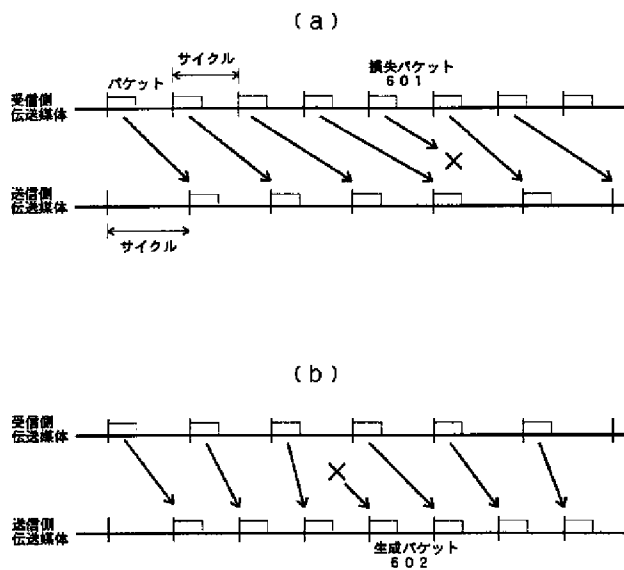 (a)
サイクル
損失パケット
601
パケット
受信側
伝送媒体
送信側
伝送媒体
サイクル
(b)
受信側
伝送媒体
送信側
伝送媒体
生成パケット
602